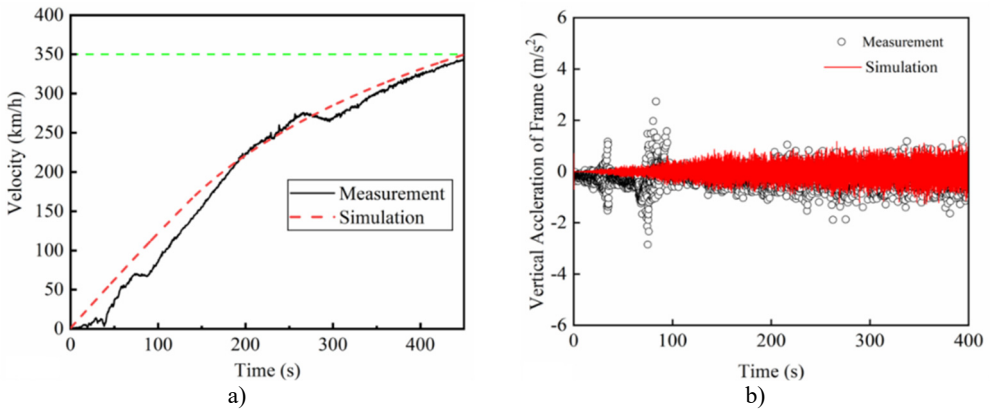 400
350
300
250
200
150
100
50
0
Velocity (km/h)
Measurement
Simulation
0 100 200 300 400
Time (s)
a)
6
4
2
0
-2
-4
-6
Vertical Accleration of Frame (m/s²)
Measurement
Simulation
0 100 200 300 400
Time (s)
b)